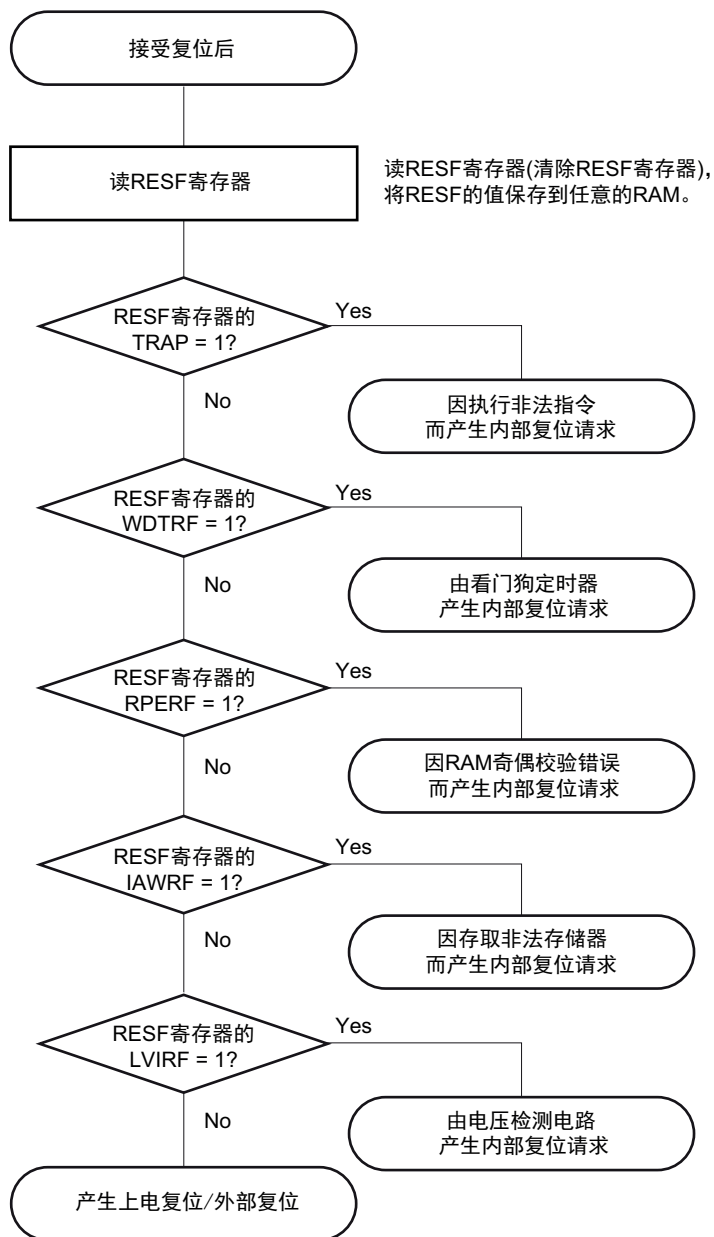 接受复位后
读RESF寄存器
读RESF寄存器(清除RESF寄存器),
将RESF的值保存到任意的RAM。
RESF寄存器的
TRAP = 1?
Yes
No
因执行非法指令
而产生内部复位请求
RESF寄存器的
WDTRF = 1?
Yes
No
由看门狗定时器
产生内部复位请求
RESF寄存器的
RPERF = 1?
Yes
No
因RAM奇偶校验错误
而产生内部复位请求
RESF寄存器的
IAWRF = 1?
Yes
No
因存取非法存储器
而产生内部复位请求
RESF寄存器的
LVIRF = 1?
Yes
No
由电压检测电路
产生内部复位请求
产生上电复位/外部复位